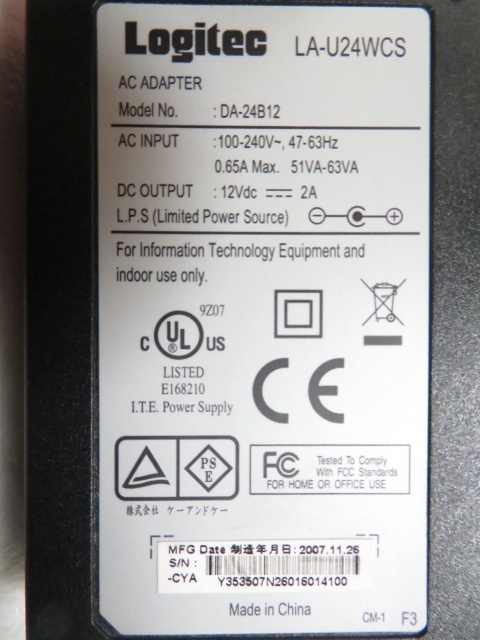 Logitec LA-U24WCS
AC ADAPTER
Model No. : DA-24B12
AC INPUT : 100-240V~, 47-63Hz
0.65A Max. 51VA-63VA
DC OUTPUT : 12Vdc 2A
L.P.S (Limited Power Source)
For Information Technology Equipment and
indoor use only.
9Z07
C UL ® US
LISTED
E168210
I.T.E. Power Supply
CE
PS
E
FC Tested To Comply
With FCC Standards
FOR HOME OR OFFICE USE
株式会社 ケーアンドケー
MFG Date 制造年月日: 2007.11.26
S/N :
-CYA Y353507N26016014100
Made in China
CM-1 F3